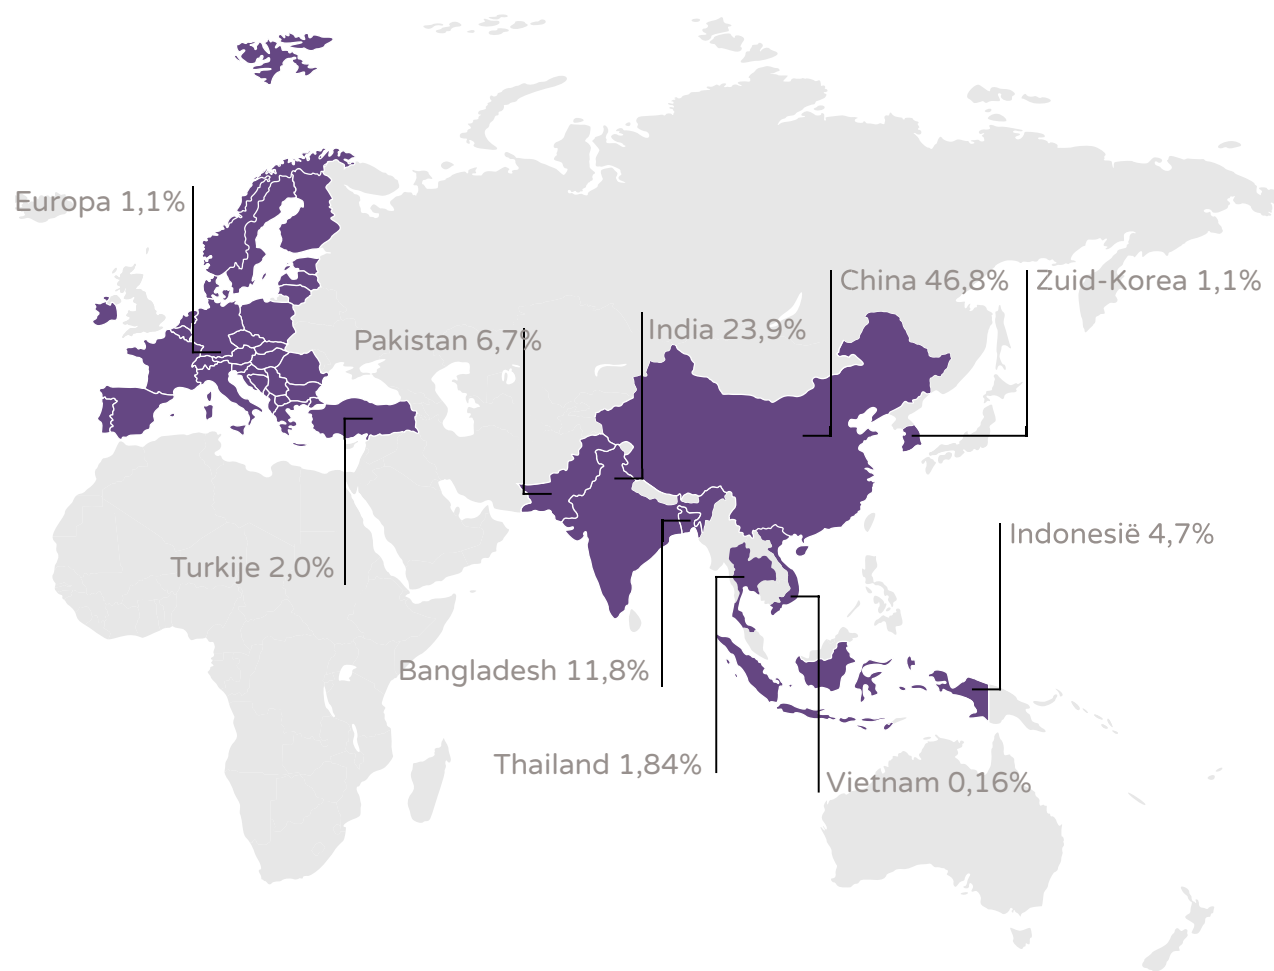 Europa 1,1%
China 46,8%
Zuid-Korea 1,1%
Pakistan 6,7%
India 23,9%
Turkije 2,0%
Indonesië 4,7%
Bangladesh 11,8%
Thailand 1,84%
Vietnam 0,16%